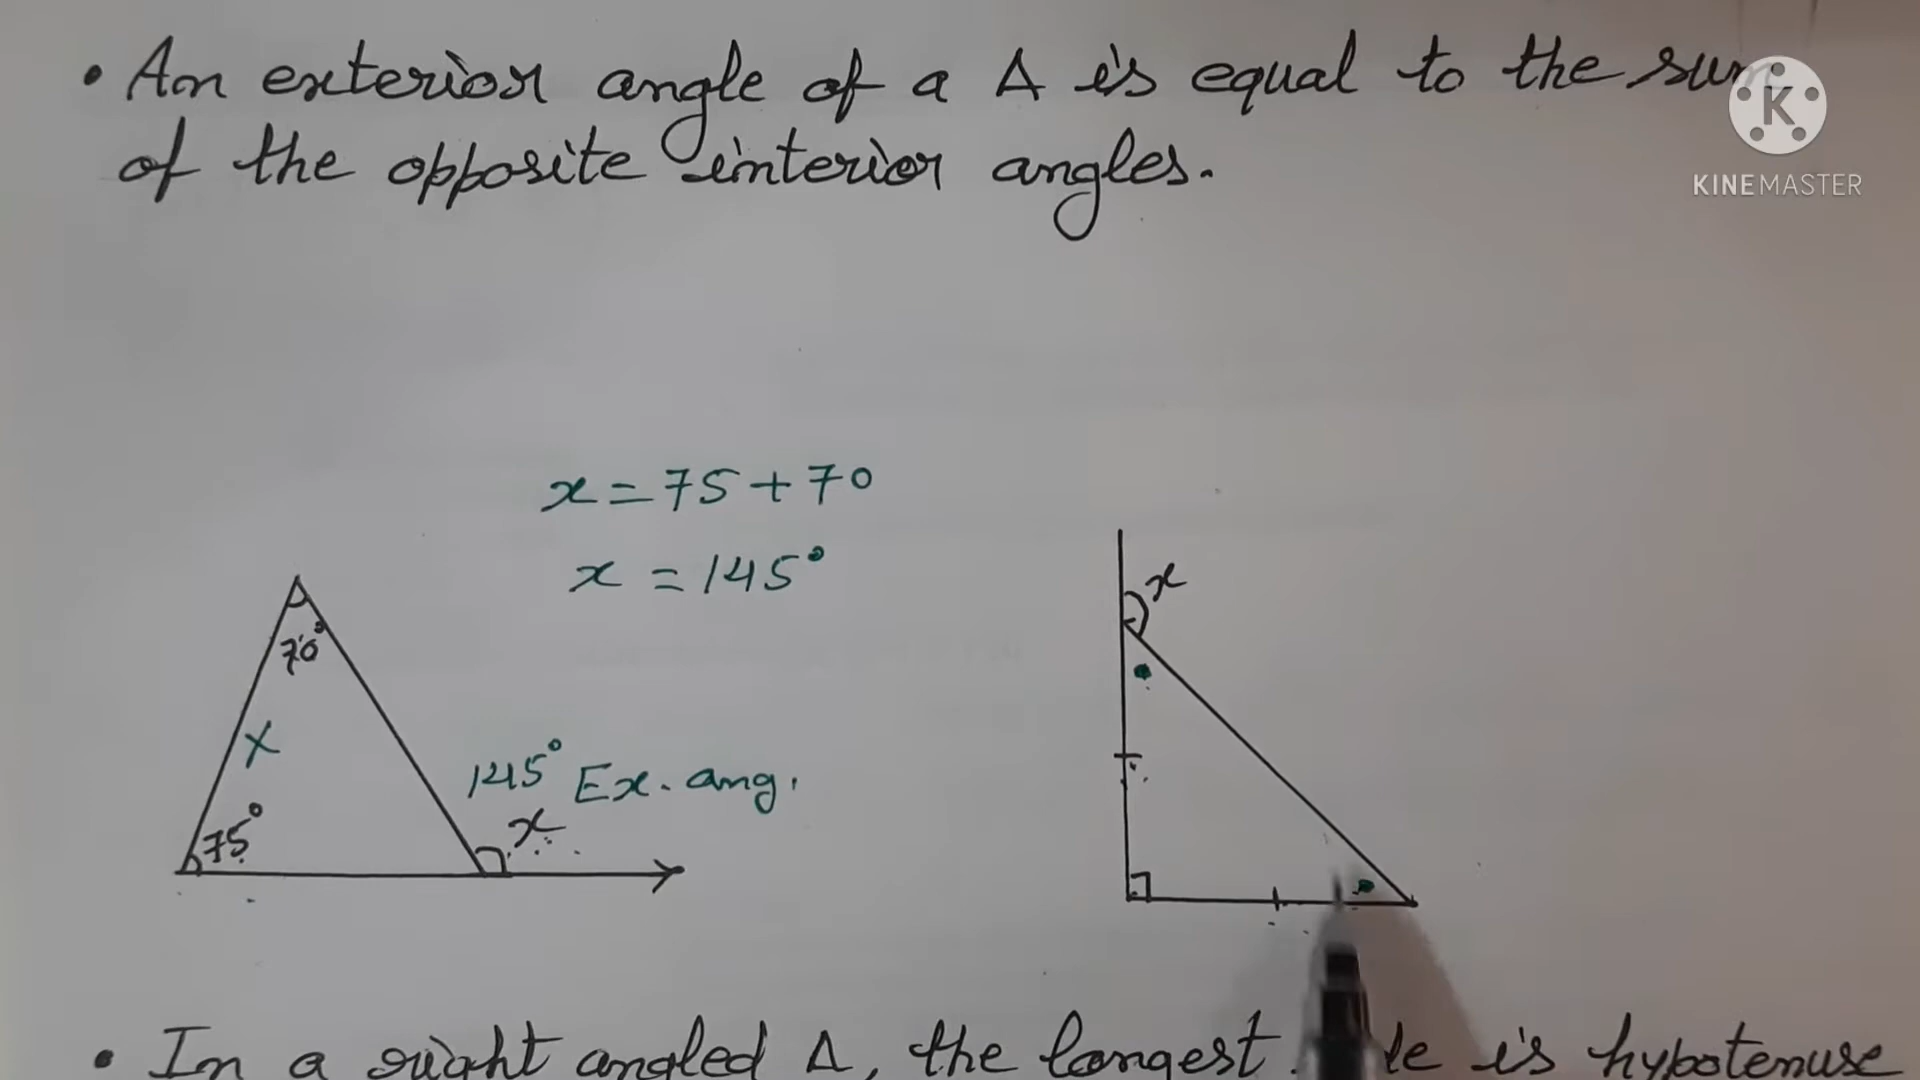 • An exterior angle of a Δ is equal to the sum
of the opposite interior angles.
K
KINEMASTER
x = 75 + 70
x = 145°
70°
x
75°
145° Ex. ang.
x
x
• In a right angled Δ, the longest is hypotenuse